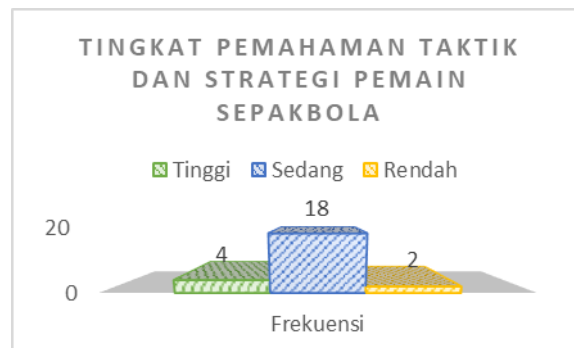 TINGKAT PEMAHAMAN TAKTIK
DAN STRATEGI PEMAIN
SEPAKBOLA
Tinggi Sedang Rendah
18
20
4
2
0
Frekuensi